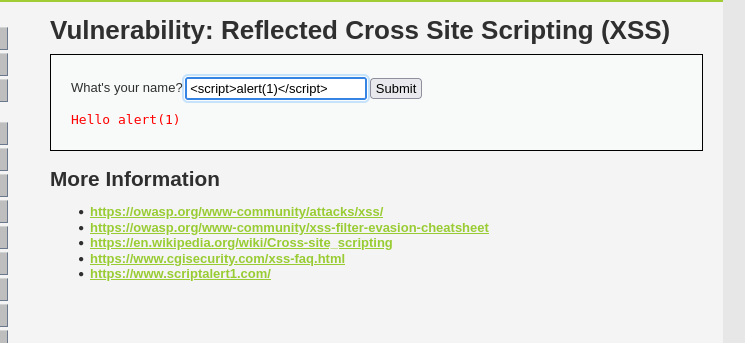 Vulnerability: Reflected Cross Site Scripting (XSS)
What's your name? <script>alert(1)</script> Submit
Hello alert(1)
More Information
• https://owasp.org/www-community/attacks/xss/
• https://owasp.org/www-community/xss-filter-evasion-cheatsheet
• https://en.wikipedia.org/wiki/Cross-site_scripting
• https://www.cgisecurity.com/xss-faq.html
• https://www.scriptalert1.com/